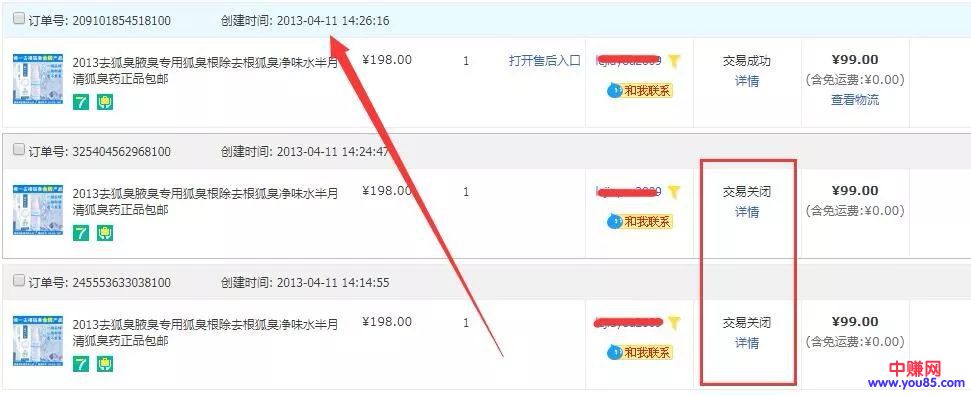 订单号: 209101854518100 创建时间: 2013-04-11 14:26:16
2013去狐臭腋臭专用狐臭根除去根狐臭净味水半月
清狐臭药正品包邮
¥198.00
1
打开售后入口
和我联系
交易成功
详情
¥99.00
(含免运费:¥0.00)
查看物流
订单号: 325404562968100 创建时间: 2013-04-11 14:24:47
2013去狐臭腋臭专用狐臭根除去根狐臭净味水半月
清狐臭药正品包邮
¥198.00
1
和我联系
交易关闭
详情
¥99.00
(含免运费:¥0.00)
订单号: 245553633038100 创建时间: 2013-04-11 14:14:55
2013去狐臭腋臭专用狐臭根除去根狐臭净味水半月
清狐臭药正品包邮
¥198.00
1
和我联系
交易关闭
详情
¥99.00
(含免运费:¥0.00)
中赚网
www.you85.com